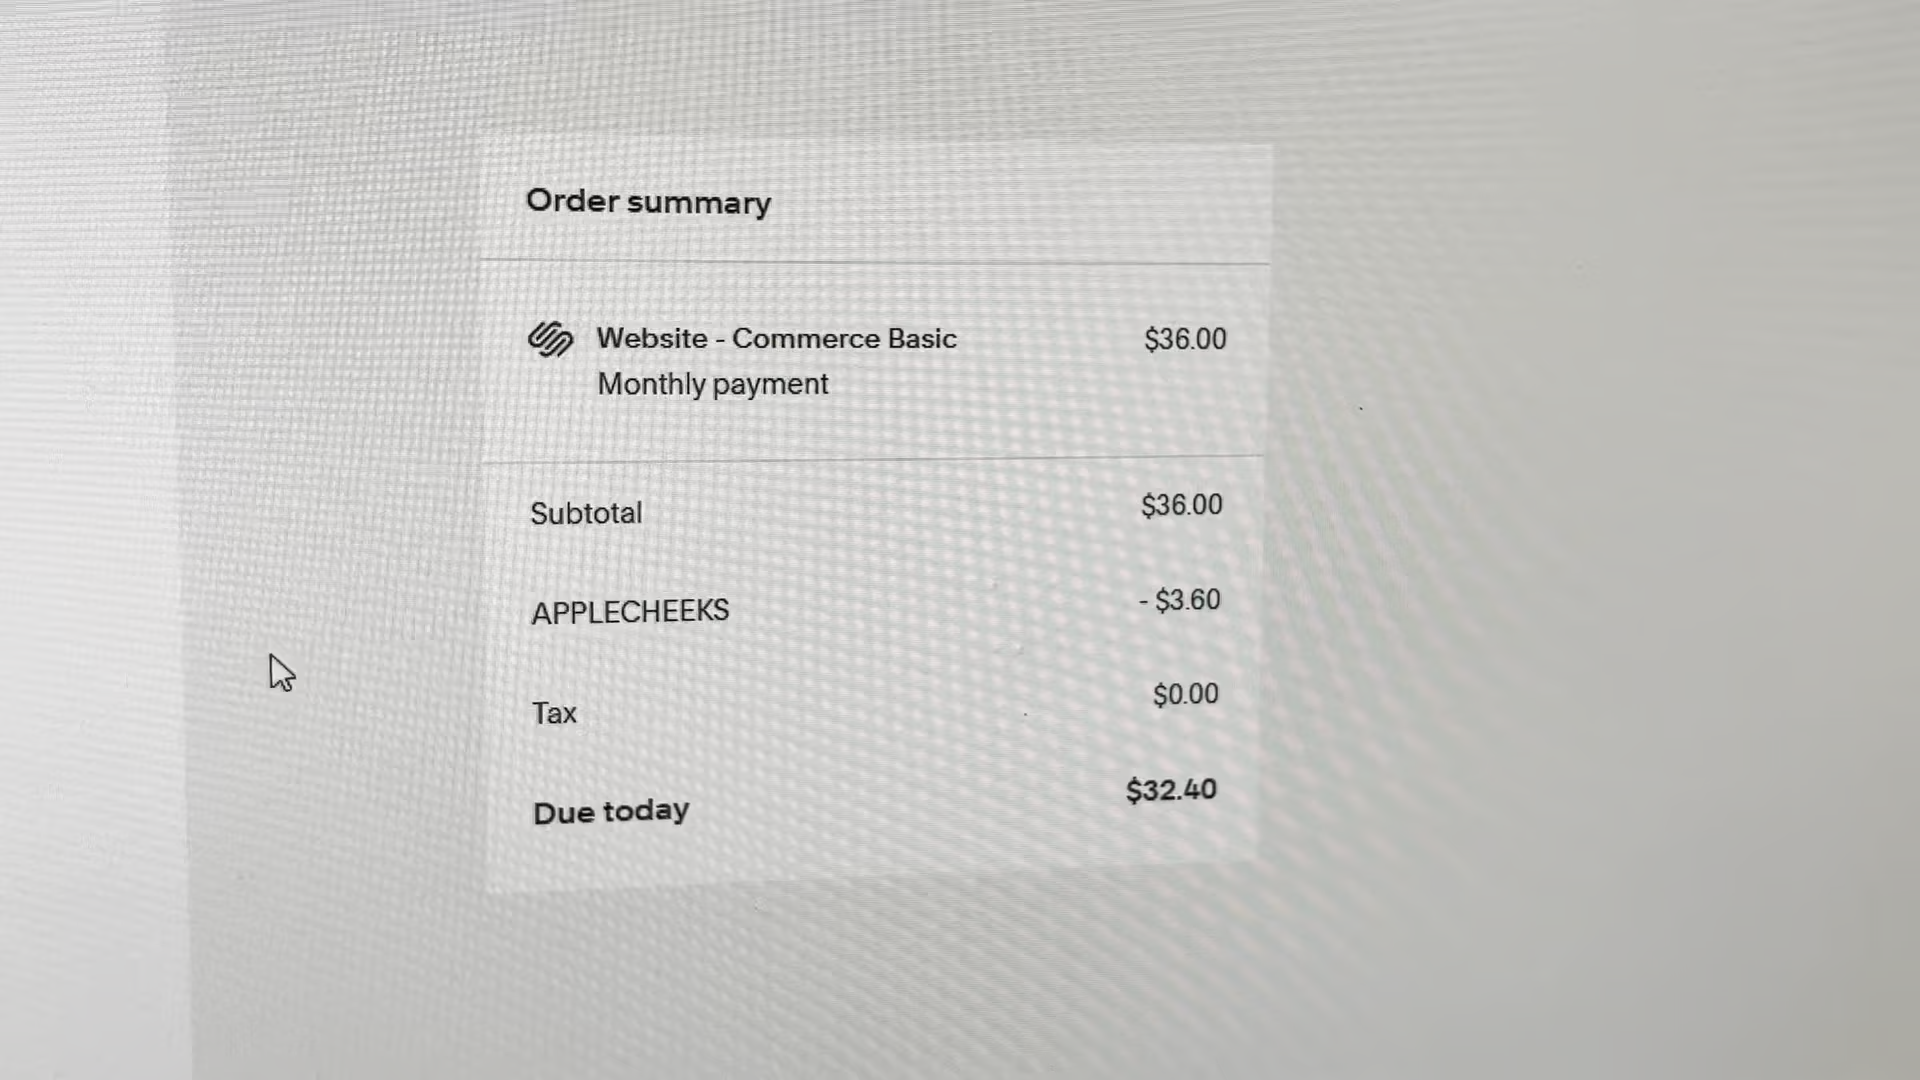 Order summary
Website - Commerce Basic $36.00
Monthly payment
Subtotal $36.00
APPLECHEEKS - $3.60
Tax $0.00
Due today $32.40